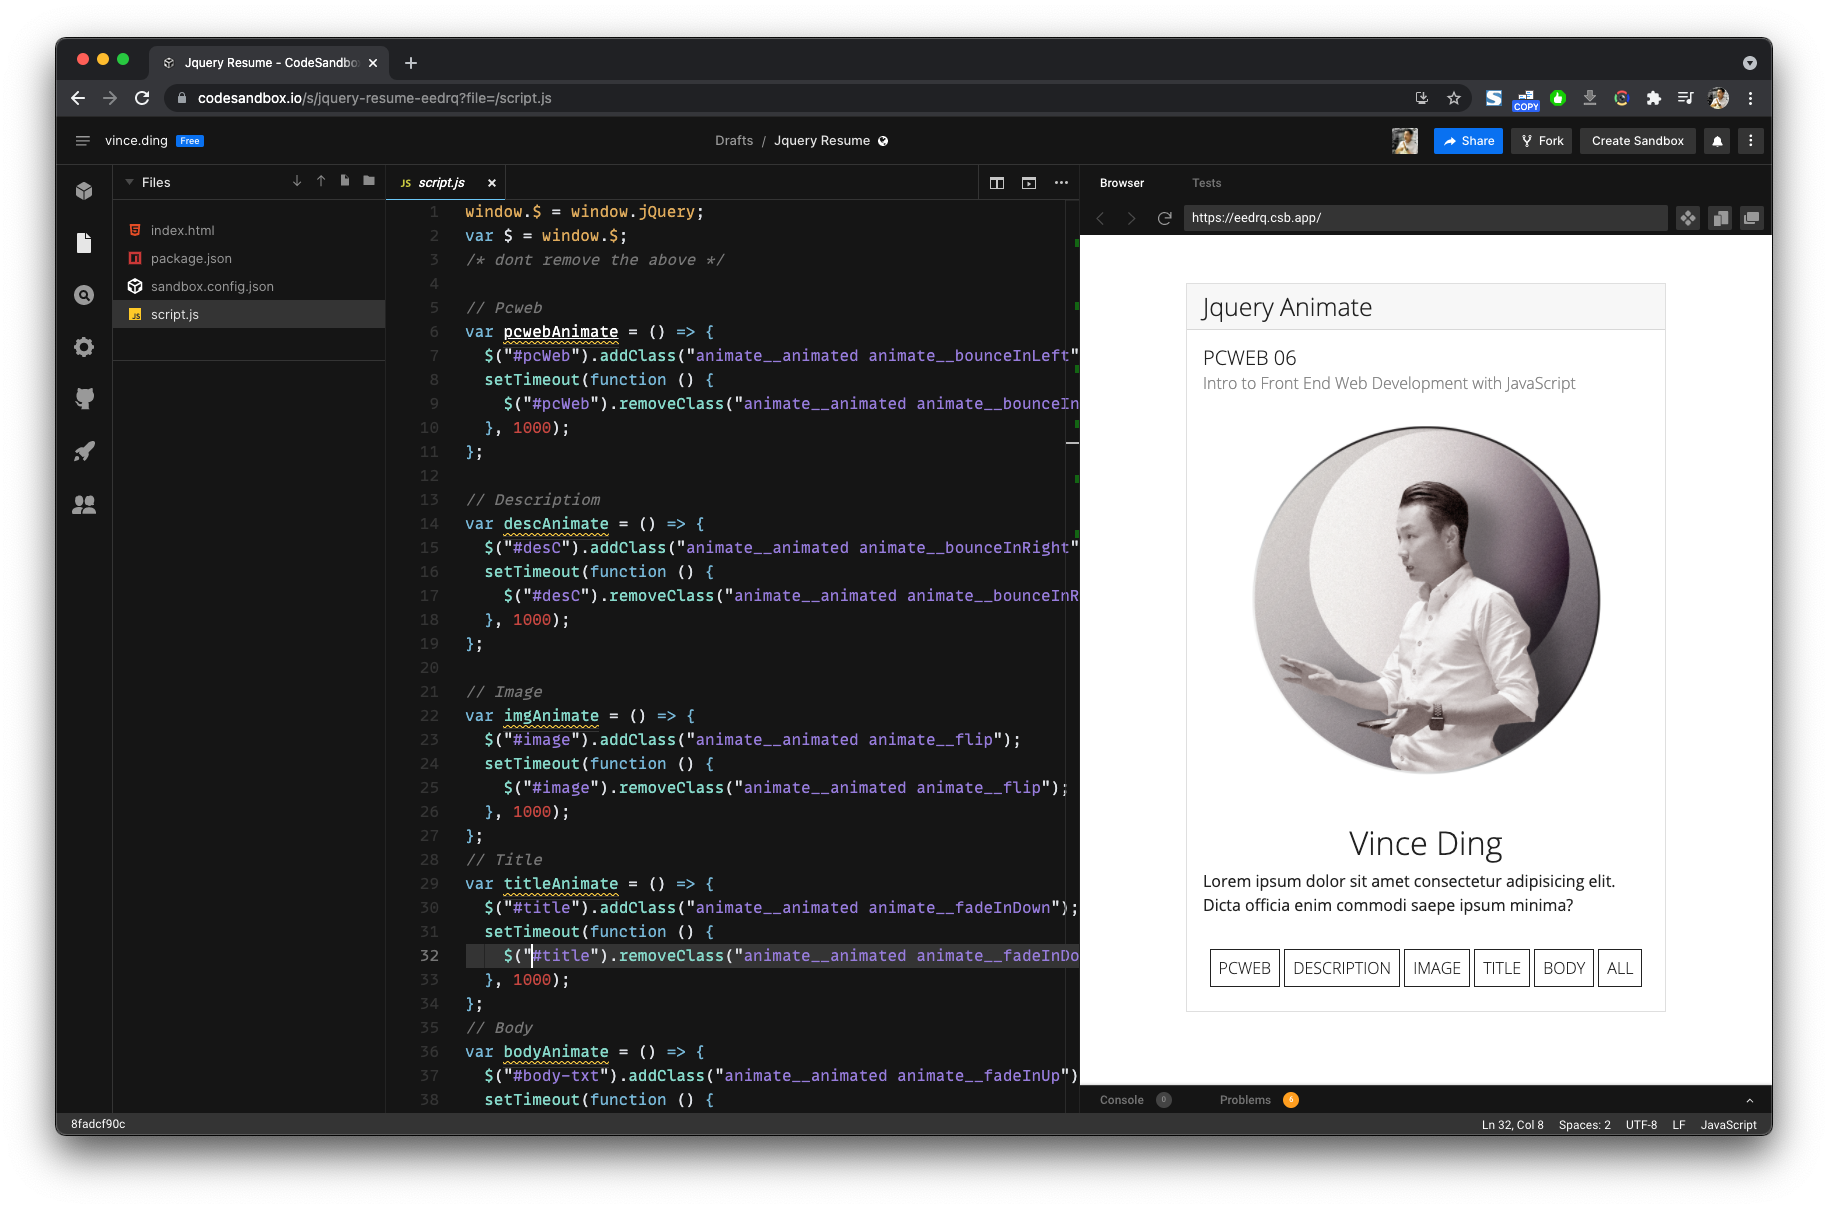 Jquery Resume - CodeSandbo
codesandbox.io/s/jquery-resume-eedrq?file=/script.js
COPY
vince.ding Free
Drafts / Jquery Resume
Share
Fork
Create Sandbox
Files
index.html
package.json
sandbox.config.json
JS script.js
JS script.js
1 window.$ = window.jQuery;
2 var $ = window.$;
3 /* dont remove the above */
4
5 // Pcweb
6 var pcwebAnimate = () => {
7 $("#pcWeb").addClass("animate__animated animate__bounceInLeft"
8 setTimeout(function () {
9 $("#pcWeb").removeClass("animate__animated animate__bounceIn
10 }, 1000);
11 };
12
13 // Descriptiom
14 var descAnimate = () => {
15 $("#desC").addClass("animate__animated animate__bounceInRight"
16 setTimeout(function () {
17 $("#desC").removeClass("animate__animated animate__bounceInR
18 }, 1000);
19 };
20
21 // Image
22 var imgAnimate = () => {
23 $("#image").addClass("animate__animated animate__flip");
24 setTimeout(function () {
25 $("#image").removeClass("animate__animated animate__flip");
26 }, 1000);
27 };
28 // Title
29 var titleAnimate = () => {
30 $("#title").addClass("animate__animated animate__fadeInDown");
31 setTimeout(function () {
32 $("#title").removeClass("animate__animated animate__fadeInDo
33 }, 1000);
34 };
35 // Body
36 var bodyAnimate = () => {
37 $("#body-txt").addClass("animate__animated animate__fadeInUp")
38 setTimeout(function () {
Browser
Tests
https://eedrq.csb.app/
Jquery Animate
PCWEB 06
Intro to Front End Web Development with JavaScript
Vince Ding
Lorem ipsum dolor sit amet consectetur adipisicing elit.
Dicta officia enim commodi saepe ipsum minima?
PCWEB DESCRIPTION IMAGE TITLE BODY ALL
Console 0
Problems 6
8fadcf90c
Ln 32, Col 8 Spaces: 2 UTF-8 LF JavaScript